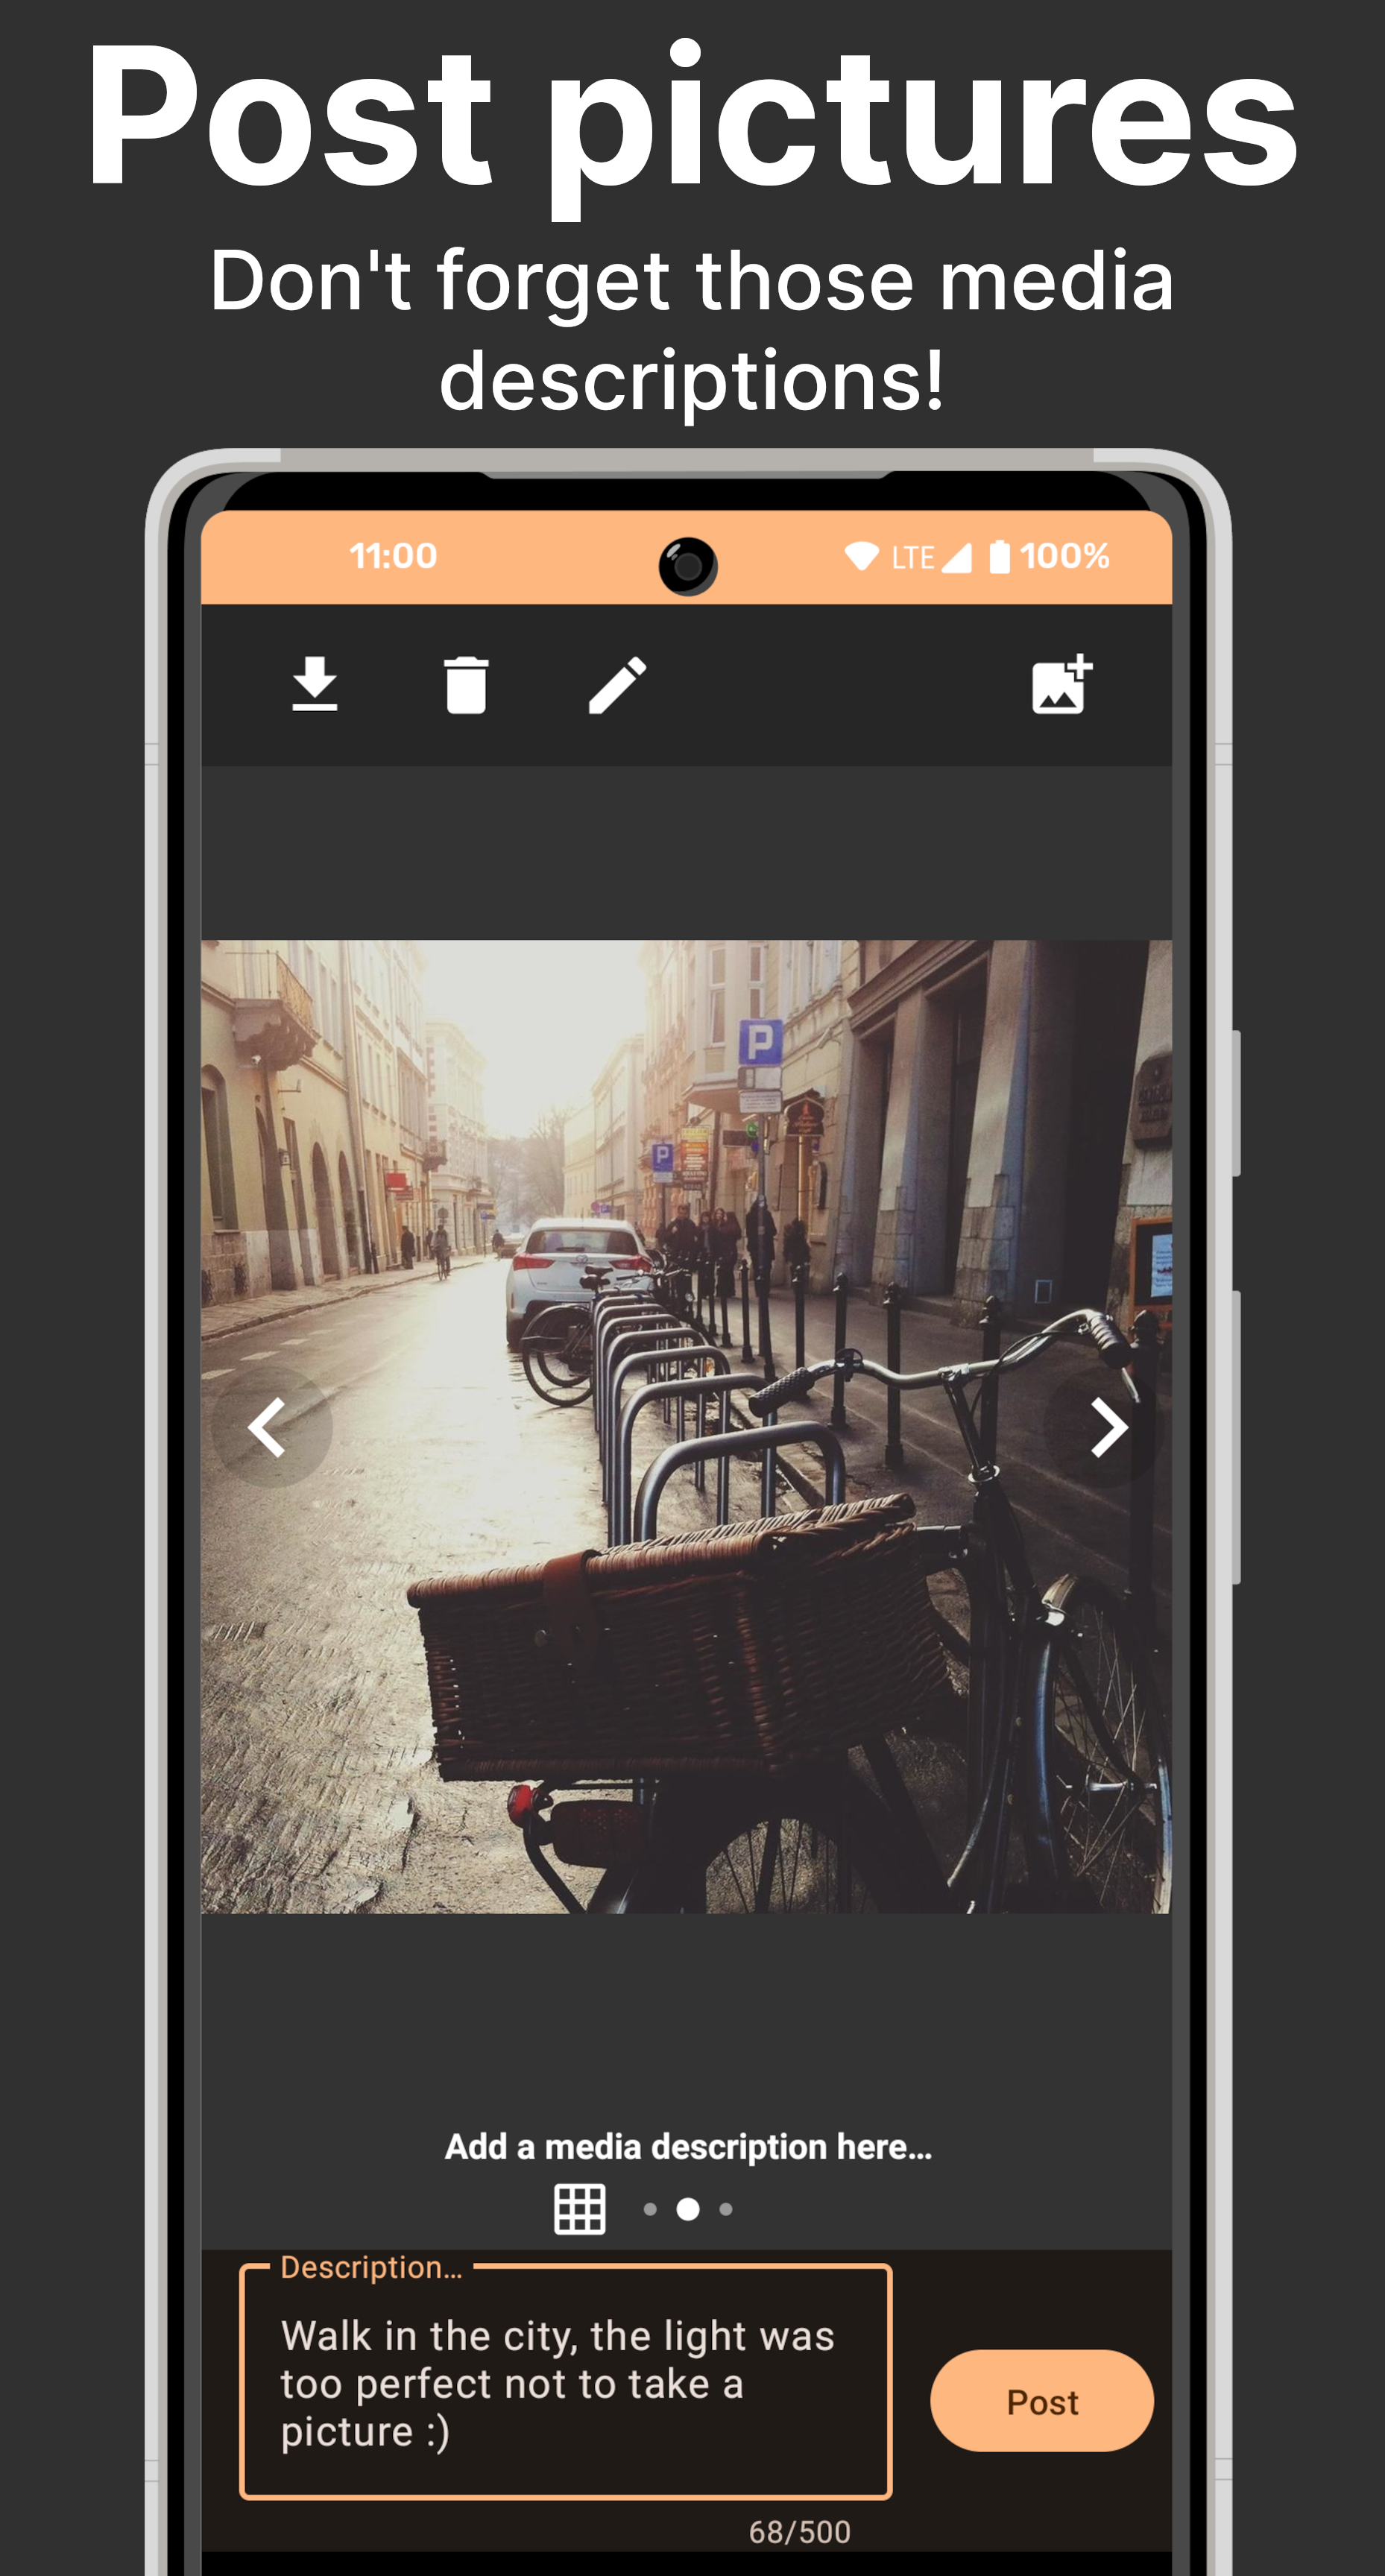 Post pictures
Don't forget those media
descriptions!
11:00
LTE
100%
P
P
Add a media description here…
Description…
Walk in the city, the light was
too perfect not to take a
picture :)
Post
68/500